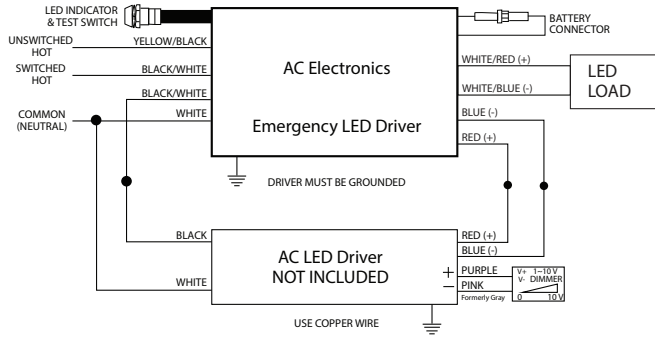 LED INDICATOR
& TEST SWITCH
BATTERY
CONNECTOR
UNSWITCHED
HOT
YELLOW/BLACK
SWITCHED
HOT
BLACK/WHITE
AC Electronics
WHITE/RED (+)
LED
LOAD
BLACK/WHITE
WHITE/BLUE (-)
COMMON
(NEUTRAL)
WHITE
Emergency LED Driver
BLUE (-)
RED (+)
DRIVER MUST BE GROUNDED
BLACK
AC LED Driver
NOT INCLUDED
RED (+)
BLUE (-)
WHITE
+ PURPLE
− PINK
Formerly Gray
V+ 1~10 V
V- DIMMER
0 10 V
USE COPPER WIRE